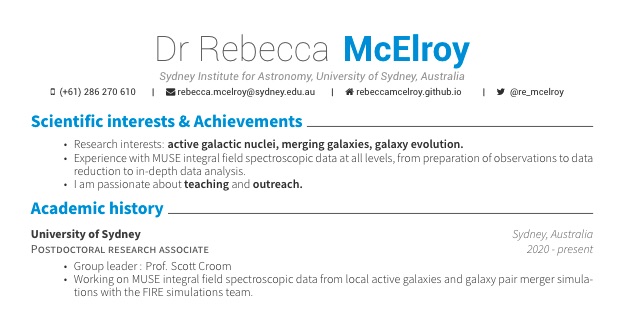 Dr Rebecca McElroy
Sydney Institute for Astronomy, University of Sydney, Australia
(+61) 286 270 610 | rebecca.mcelroy@sydney.edu.au | rebeccamcelroy.github.io | @re_mcelroy
Scientific interests & Achievements
• Research interests: active galactic nuclei, merging galaxies, galaxy evolution.
• Experience with MUSE integral field spectroscopic data at all levels, from preparation of observations to data
reduction to in-depth data analysis.
• I am passionate about teaching and outreach.
Academic history
University of Sydney Sydney, Australia
Postdoctoral research associate 2020 - present
• Group leader : Prof. Scott Croom
• Working on MUSE integral field spectroscopic data from local active galaxies and galaxy pair merger simula-
tions with the FIRE simulations team.